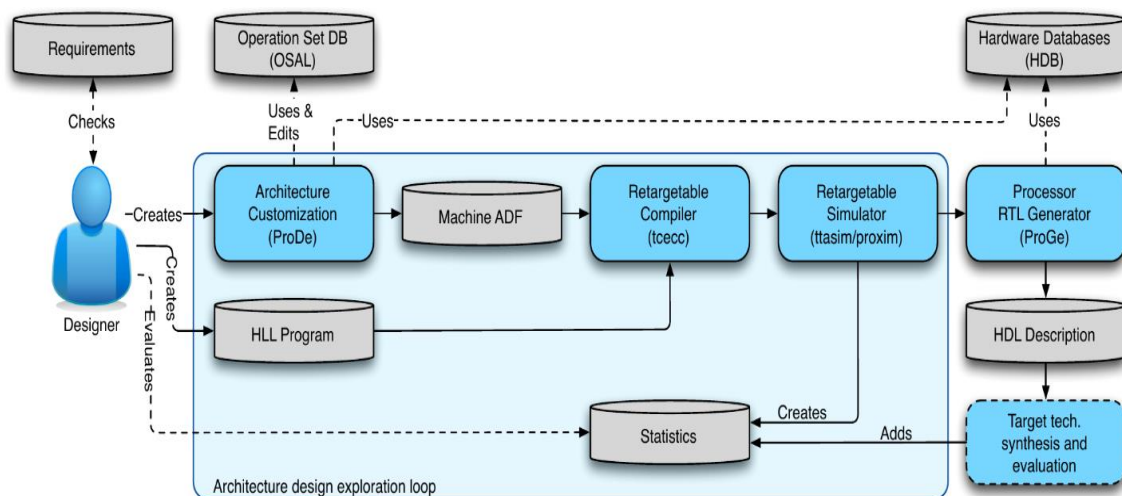 Requirements
Operation Set DB
(OSAL)
Hardware Databases
(HDB)
Checks
Uses &
Edits
Uses
Uses
Creates
Architecture
Customization
(ProDe)
Machine ADF
Retargetable
Compiler
(tcecc)
Retargetable
Simulator
(ttasim/proxim)
Processor
RTL Generator
(ProGe)
Creates
Designer
HLL Program
HDL Description
Evaluates
Statistics
Creates
Adds
Target tech.
synthesis and
evaluation
Architecture design exploration loop